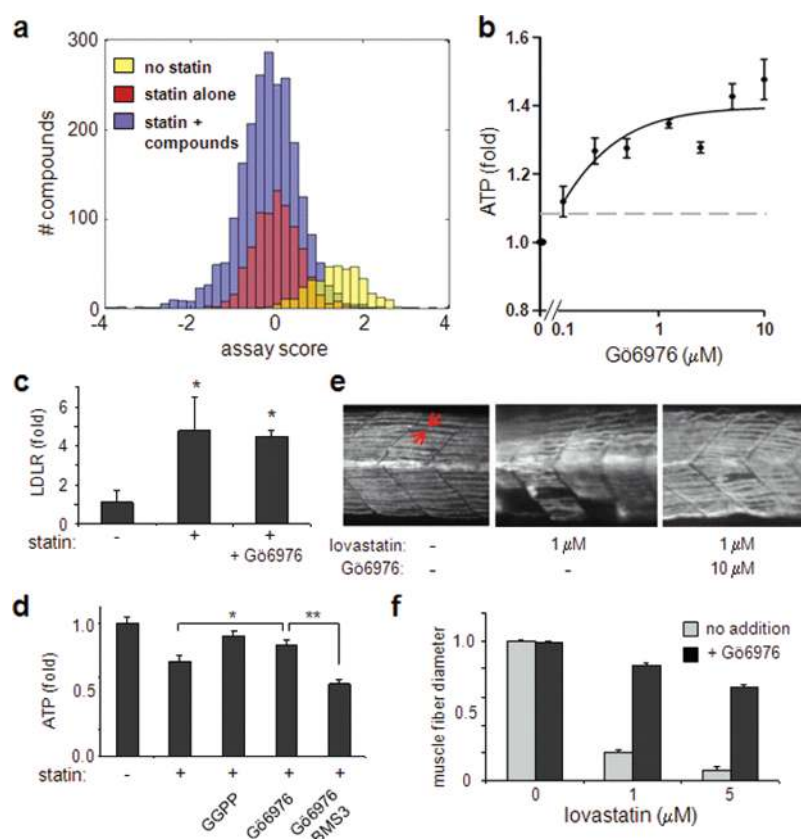 a
300
200
100
0
# compounds
no statin
statin alone
statin +
compounds
-4
-2
0
2
4
assay score
b
1.6
1.4
1.2
1.0
0.8
ATP (fold)
0
0.1
1
10
Gö6976 (μM)
c
6
4
2
0
LDLR (fold)
*
*
statin:
-
+
+
+ Gö6976
d
1.0
0.5
0.0
ATP (fold)
*
**
statin:
-
+
+
+
+
GGPP
Gö6976
Gö6976
BMS3
e
lovastatin:
-
1 μM
1 μM
Gö6976:
-
-
10 μM
f
no addition
+ Gö6976
1.0
0.5
0
muscle fiber diameter
0
1
5
lovastatin (μM)